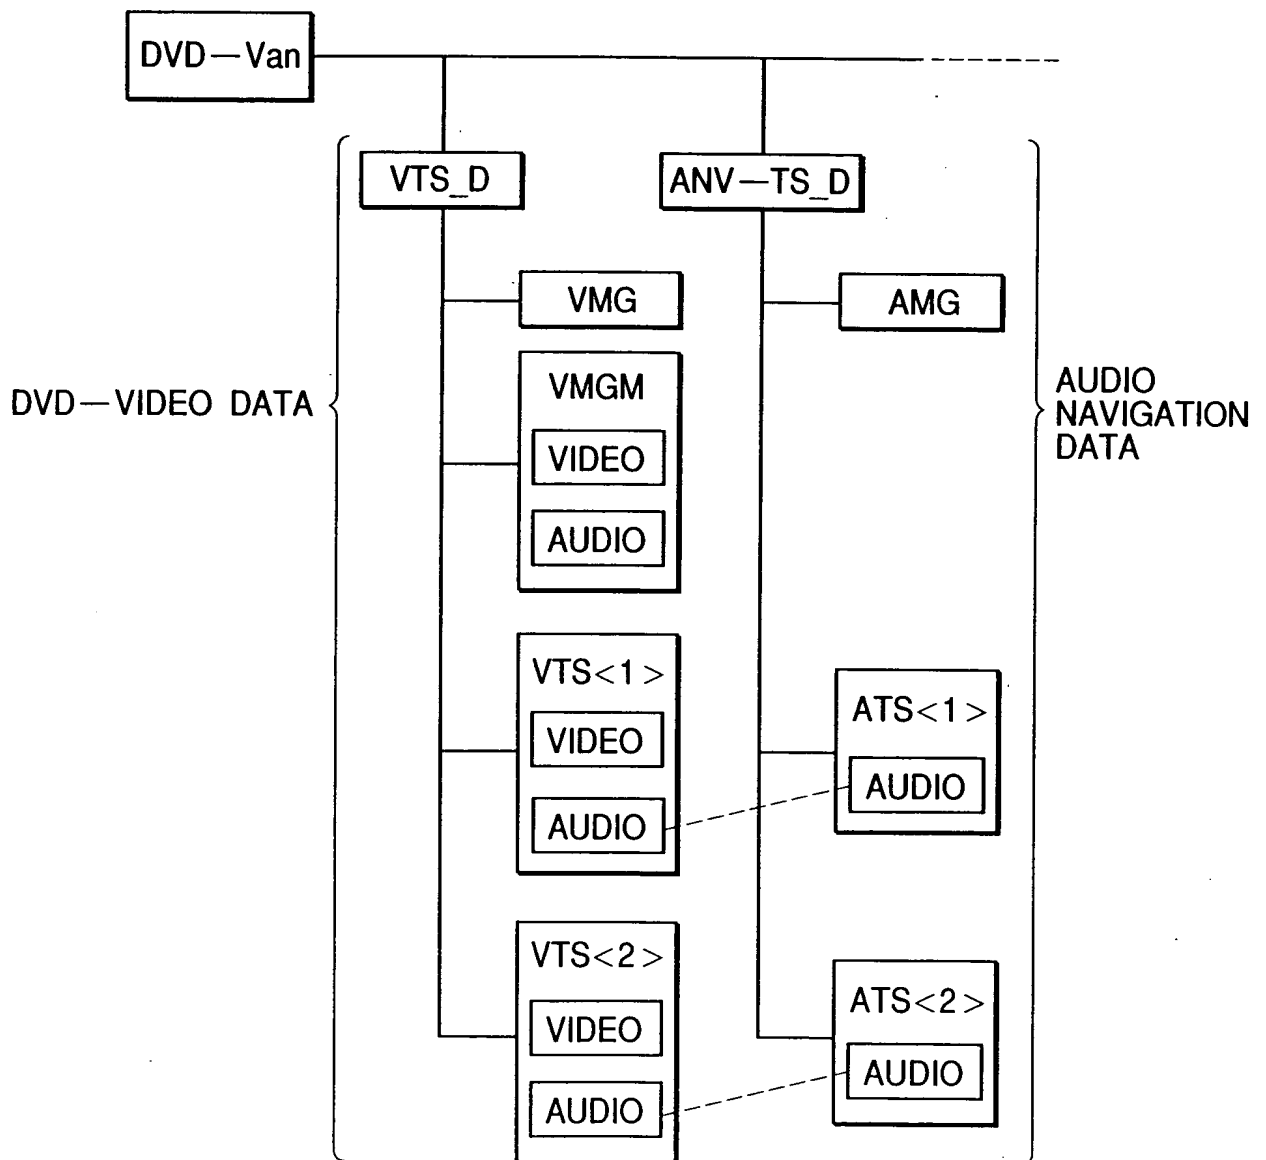 DVD—Van
VTS_D
ANV—TS_D
VMG
AMG
VMGM
VIDEO
AUDIO
DVD—VIDEO DATA
AUDIO
NAVIGATION
DATA
VTS<1>
VIDEO
AUDIO
ATS<1>
AUDIO
VTS<2>
VIDEO
AUDIO
ATS<2>
AUDIO